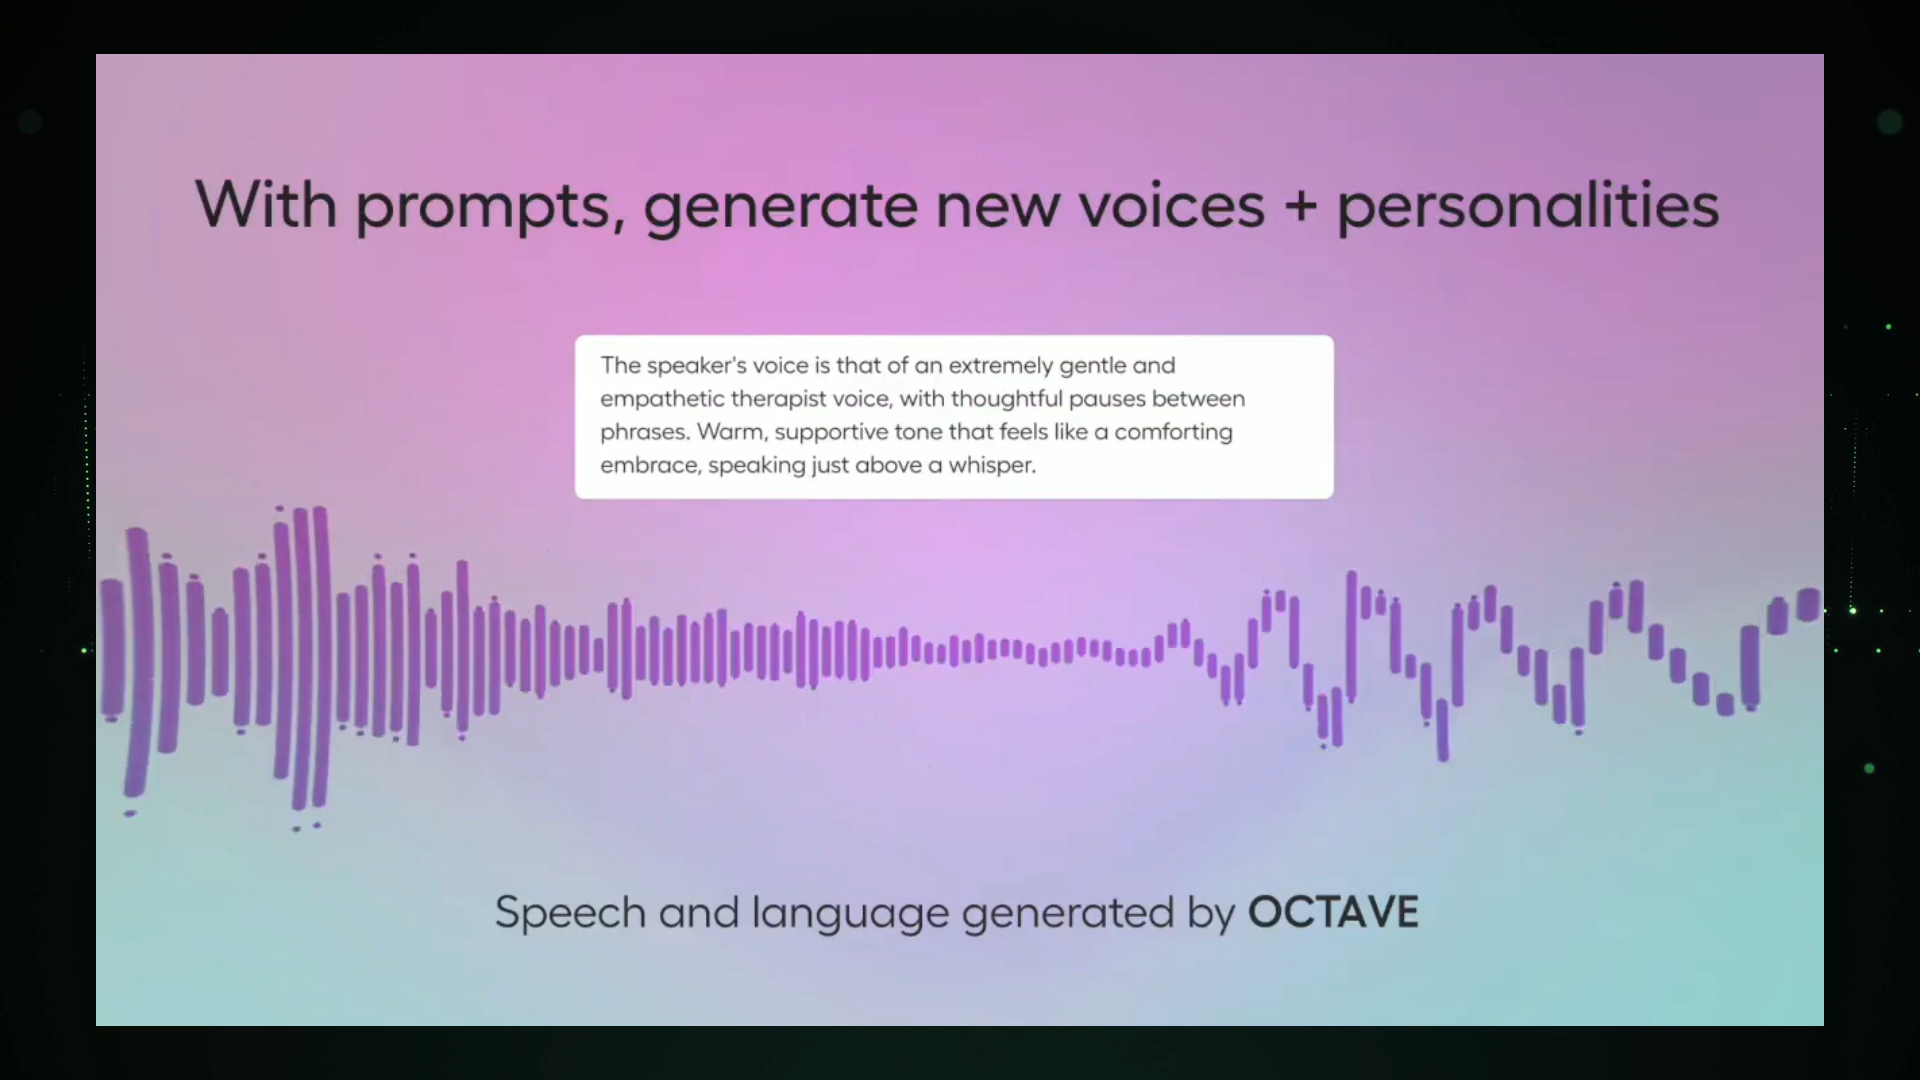 With prompts, generate new voices + personalities
The speaker's voice is that of an extremely gentle and
empathetic therapist voice, with thoughtful pauses between
phrases. Warm, supportive tone that feels like a comforting
embrace, speaking just above a whisper.
Speech and language generated by OCTAVE